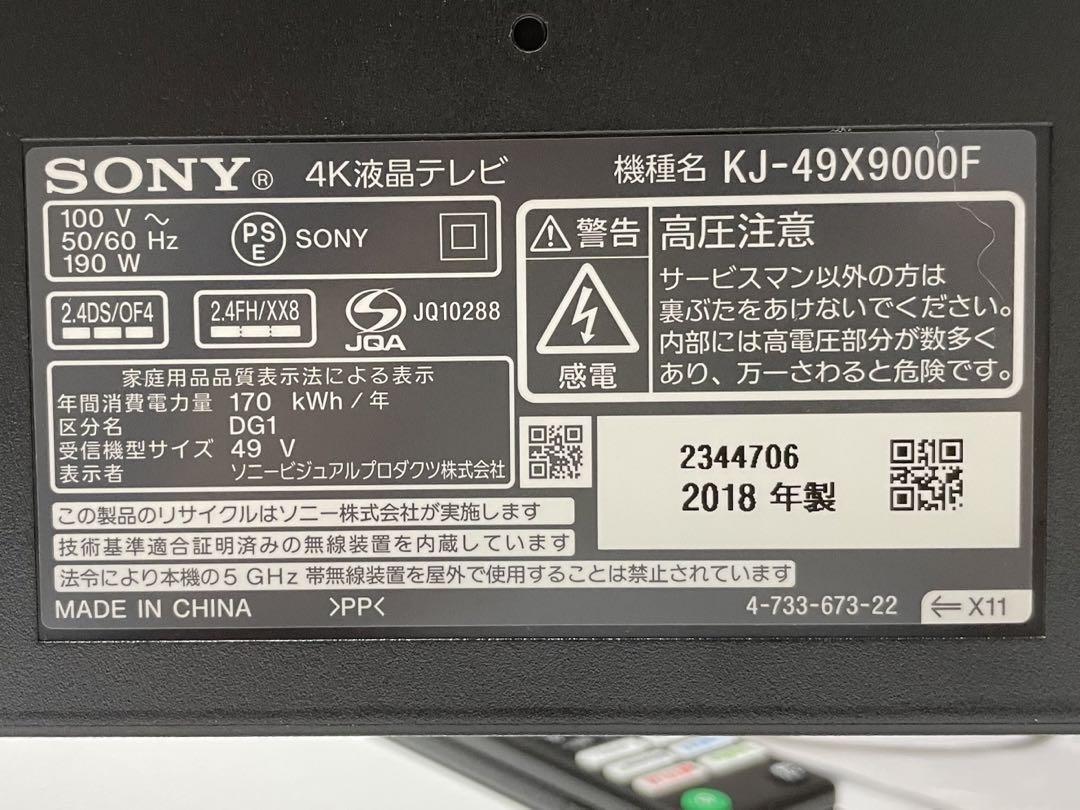 SONY® 4K液晶テレビ 機種名 KJ-49X9000F
100 V ～
50/60 Hz
190 W
PS
E
SONY
2.4DS/OF4
2.4FH/XX8
JQA
JQ10288
家庭用品品質表示法による表示
年間消費電力量 170 kWh / 年
区分名 DG1
受信機型サイズ 49 V
表示者 ソニービジュアルプロダクツ株式会社
警告
感電
高圧注意
サービスマン以外の方は
裏ぶたをあけないでください。
内部には高電圧部分が数多く
あり、万一さわると危険です。
2344706
2018 年製
この製品のリサイクルはソニー株式会社が実施します
技術基準適合証明済みの無線装置を内蔵しています
法令により本機の5 GHz 帯無線装置を屋外で使用することは禁止されています
MADE IN CHINA >PP< 4-733-673-22 ⇐ X11